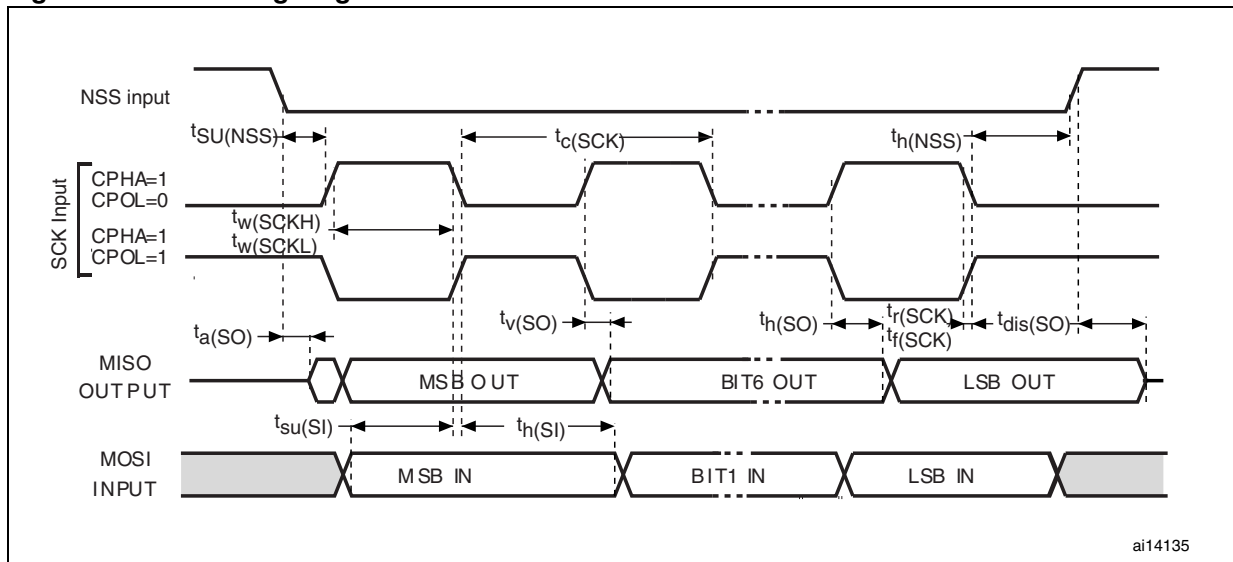 NSS input
tSU(NSS)
tc(SCK)
th(NSS)
SCK Input
CPHA=1
CPOL=0
tw(SCKH)
tw(SCKL)
CPHA=1
CPOL=1
ta(SO)
tv(SO)
th(SO)
tr(SCK)
tf(SCK)
tdis(SO)
MISO
OUTPUT
MSB OUT
BIT6 OUT
LSB OUT
tsu(SI)
th(SI)
MOSI
INPUT
MSB IN
BIT1 IN
LSB IN
ai14135